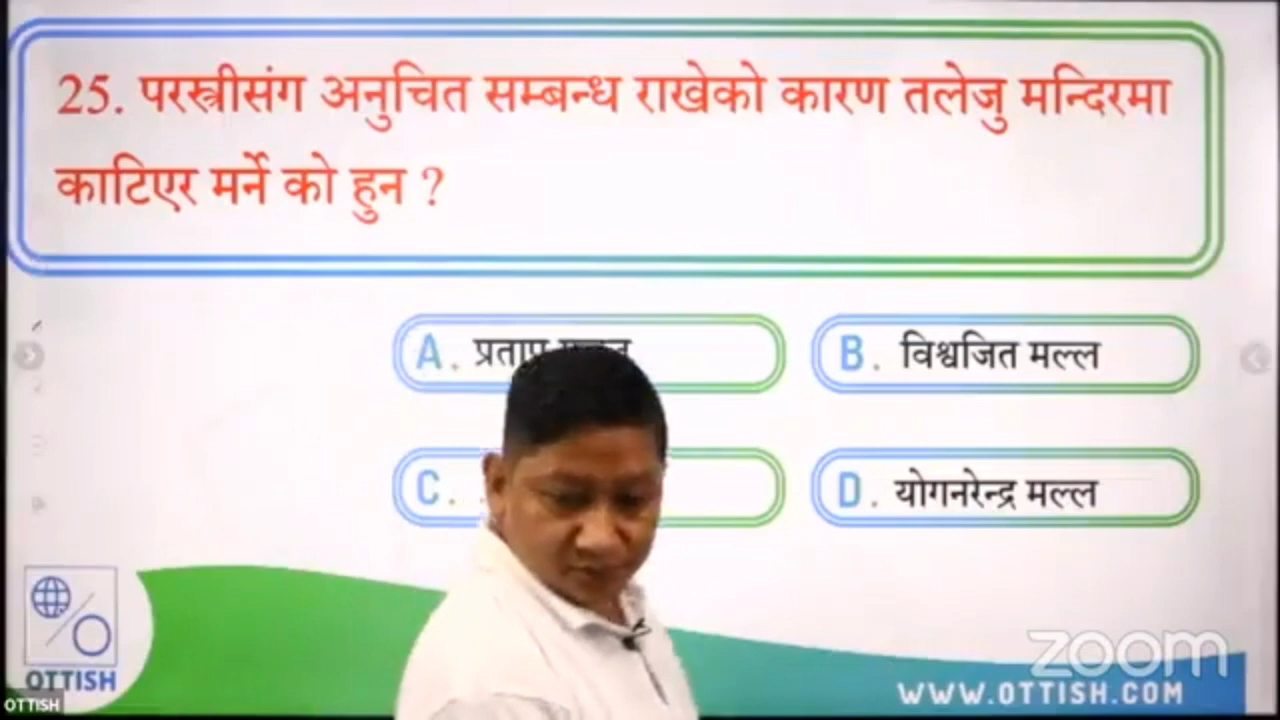 25. परस्त्रीसंग अनुचित सम्बन्ध राखेको कारण तलेजु मन्दिरमा
काटिएर मर्ने को हुन ?
A.
B. विश्वजित मल्ल
C.
D. योगनरेन्द्र मल्ल
OTTISH
OTTISH
zoom
WWW.OTTISH.COM